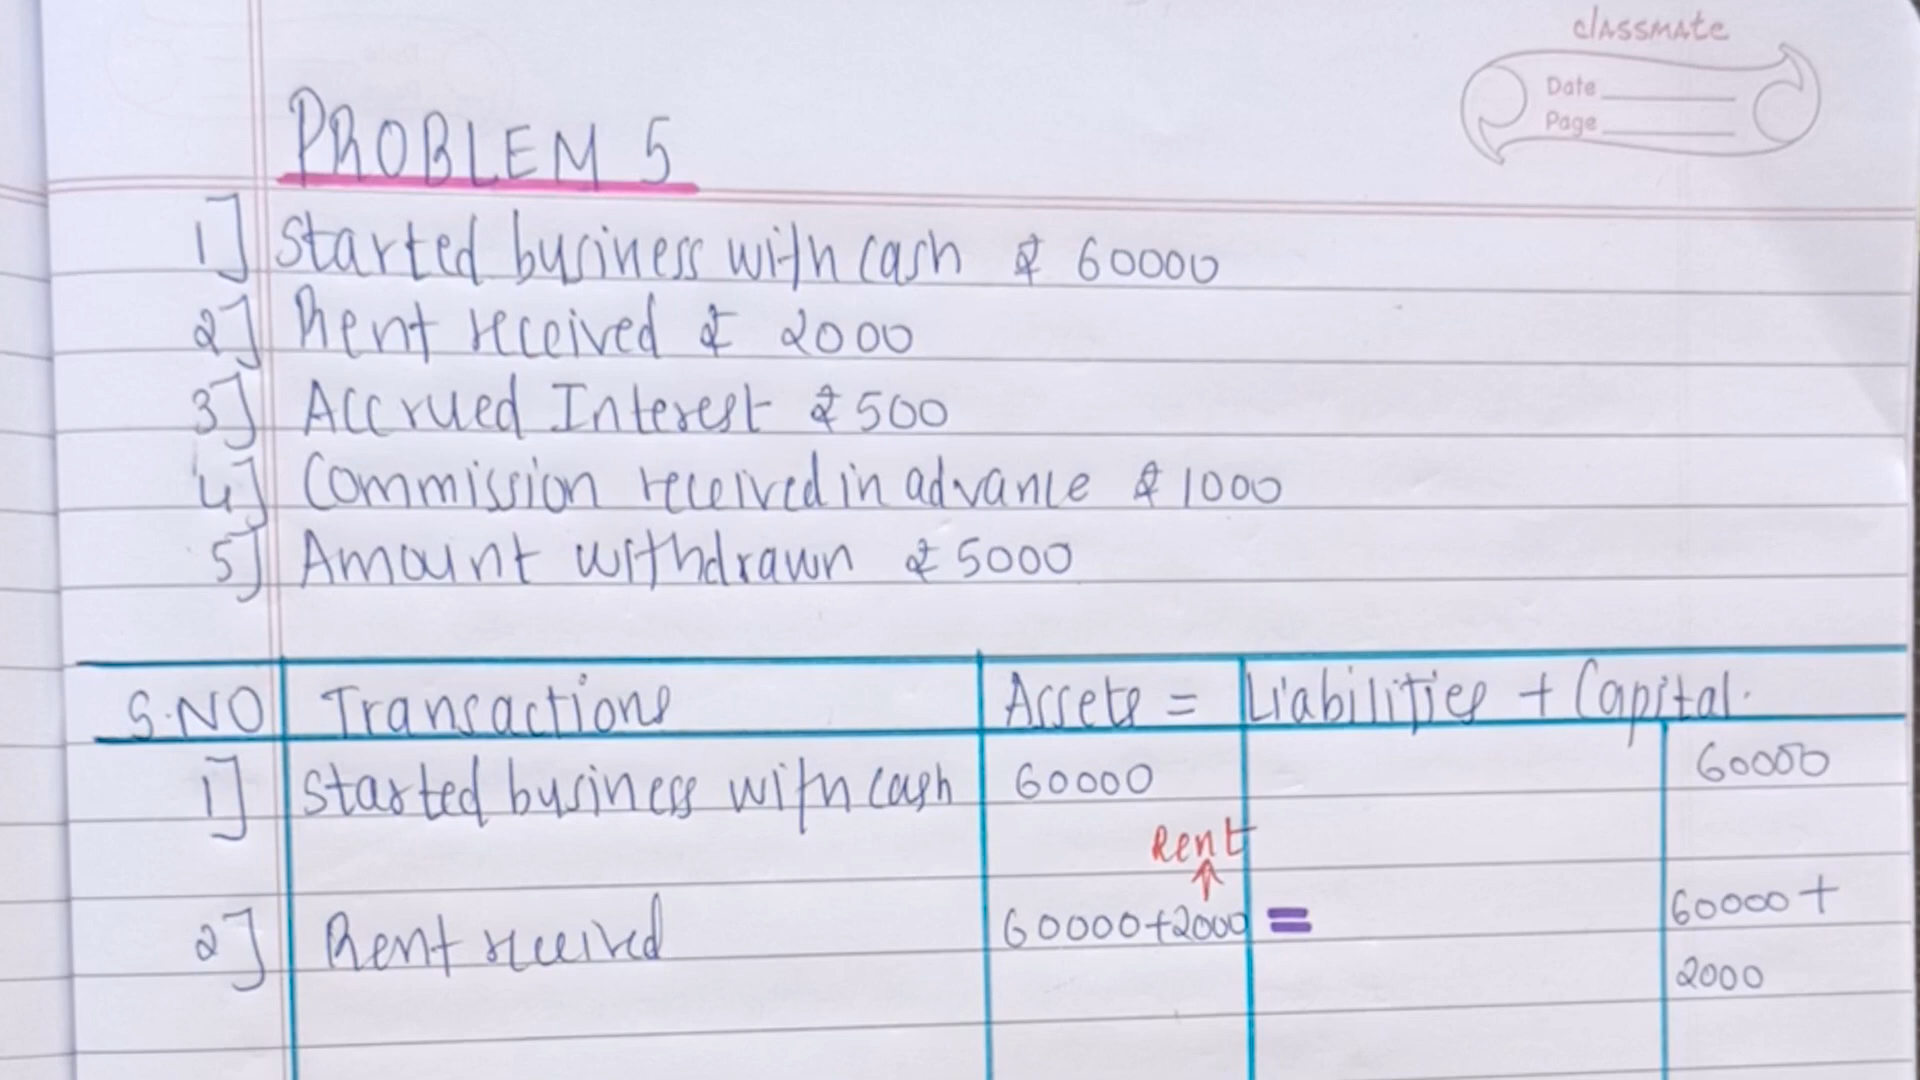 classmate
Date
Page
PROBLEM 5
1] Started business with cash ₹ 60000
2] Rent received ₹ 2000
3] Accrued Interest ₹ 500
4] Commission received in advance ₹ 1000
5] Amount withdrawn ₹ 5000
S.NO Transactions Assets = Liabilities + Capital.
1] Started business with cash 60000 60000
Rent
↑
2] Rent received 60000+2000 = 60000+
2000